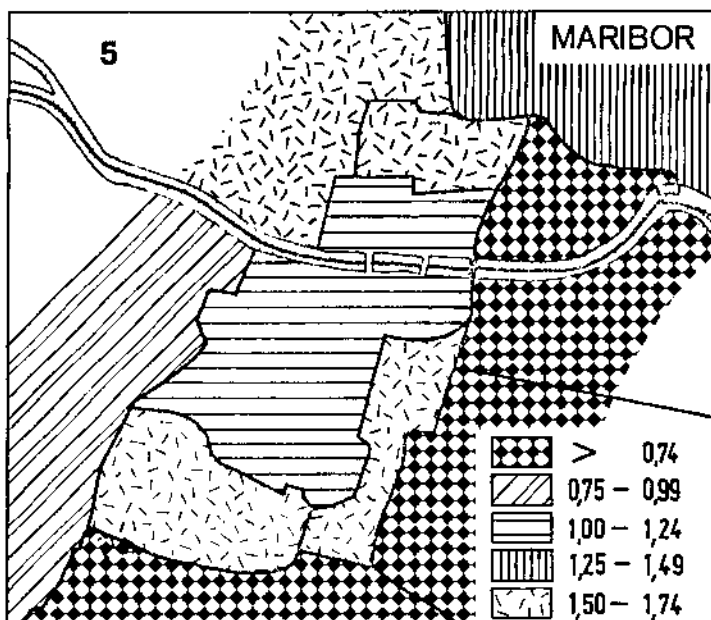 5
MARIBOR
> 0,74
0,75 – 0,99
1,00 – 1,24
1,25 – 1,49
1,50 – 1,74